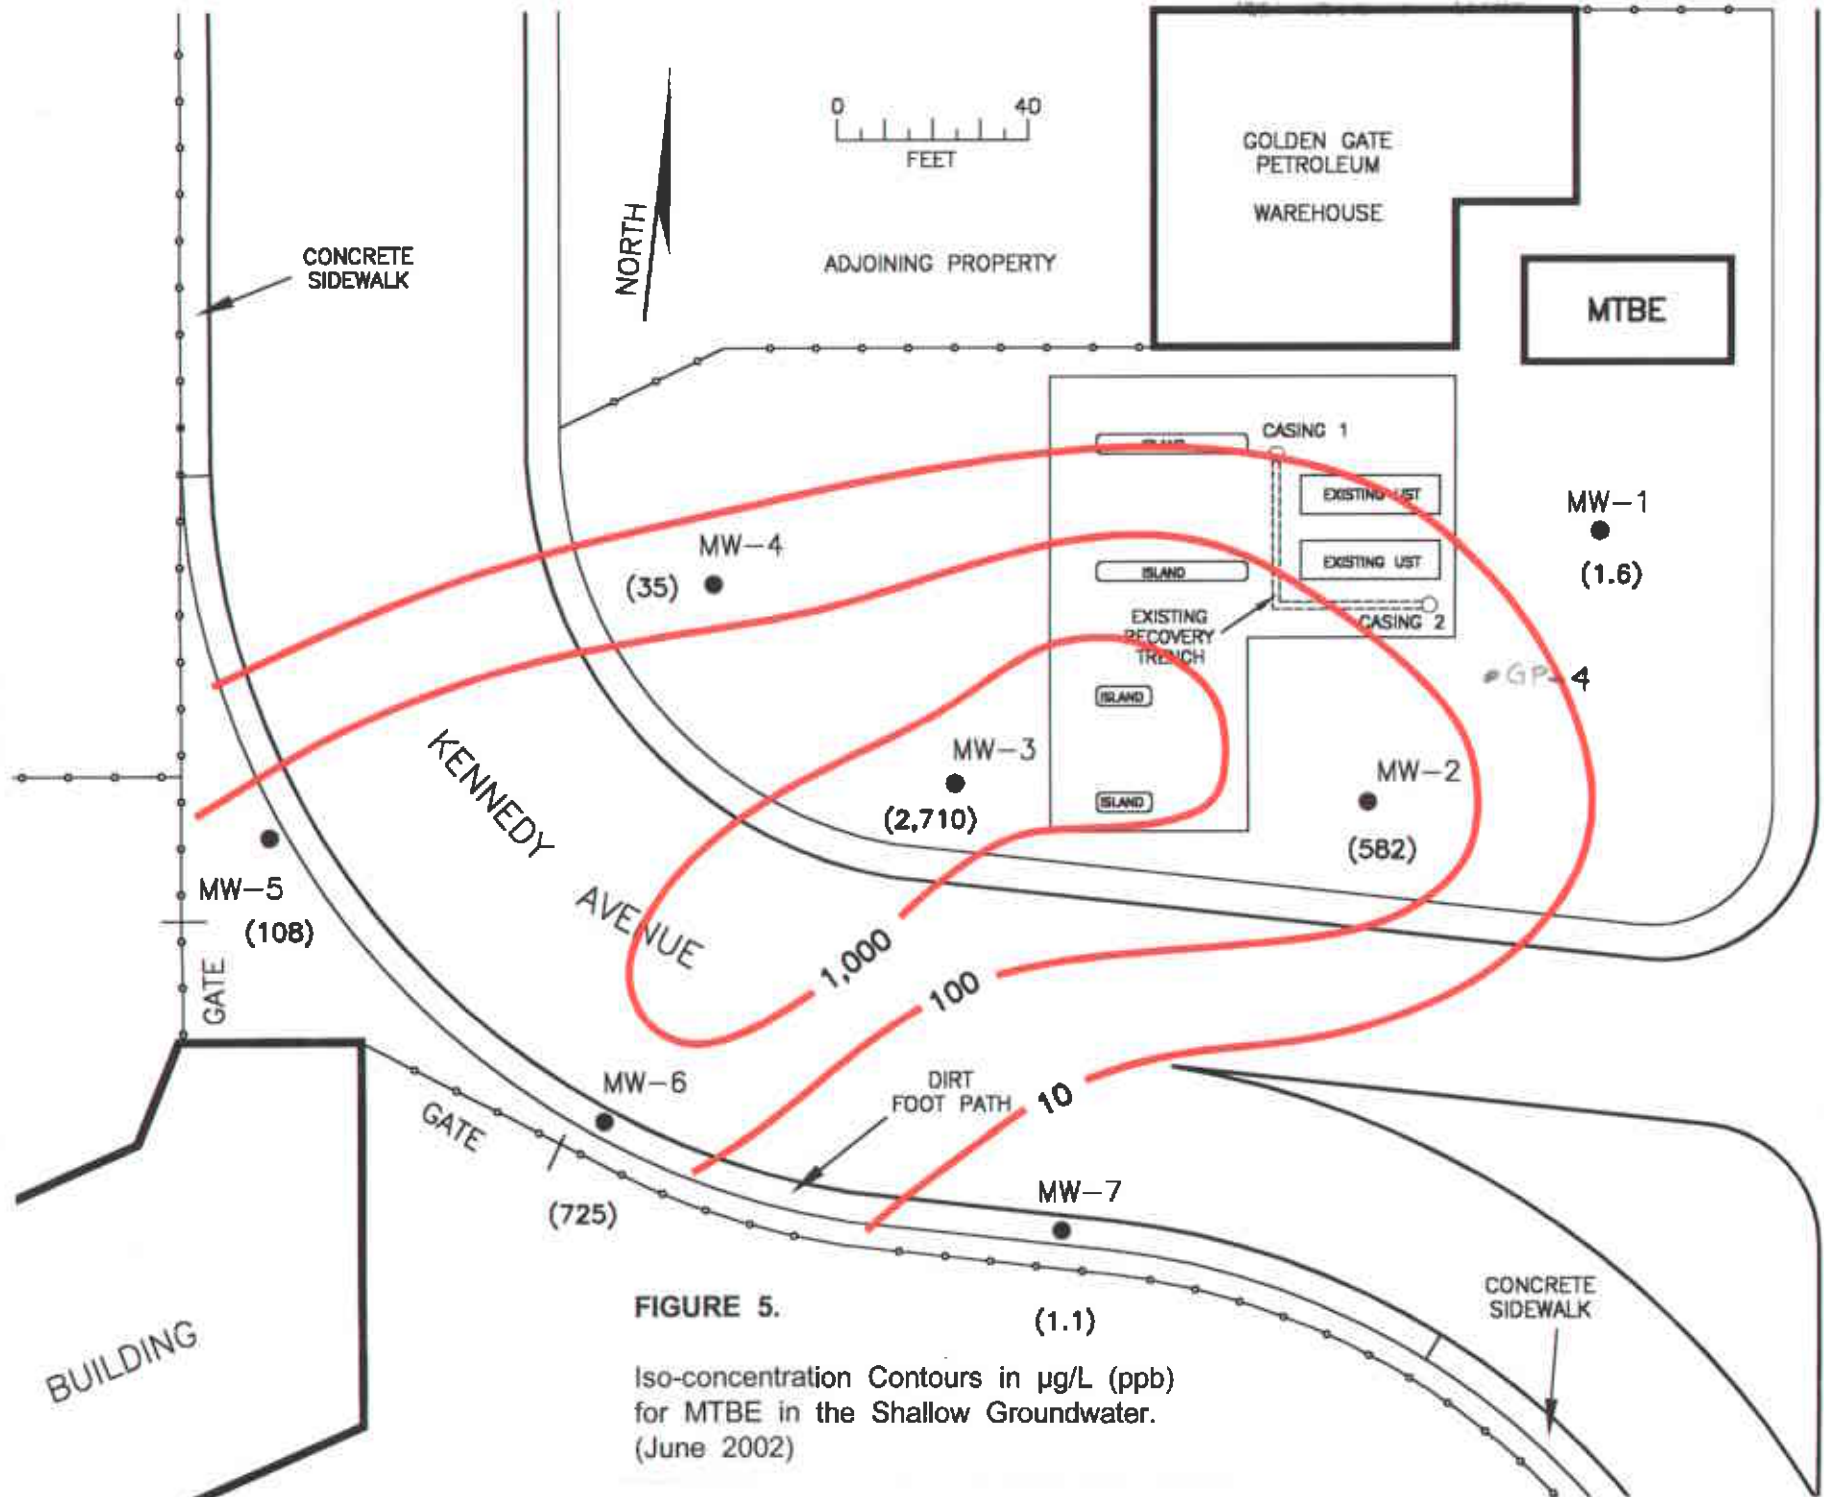 0 40
FEET
GOLDEN GATE
PETROLEUM
WAREHOUSE
NORTH
CONCRETE
SIDEWALK
ADJOINING PROPERTY
MTBE
ISLAND
CASING 1
EXISTING UST
MW-1
(1.6)
MW-4
(35)
ISLAND
EXISTING UST
EXISTING
RECOVERY
TRENCH
CASING 2
GP-4
ISLAND
KENNEDY
AVENUE
MW-3
(2,710)
ISLAND
MW-2
(582)
MW-5
(108)
GATE
1,000
100
10
MW-6
GATE
(725)
DIRT
FOOT PATH
MW-7
(1.1)
CONCRETE
SIDEWALK
BUILDING
FIGURE 5.
Iso-concentration Contours in µg/L (ppb)
for MTBE in the Shallow Groundwater.
(June 2002)